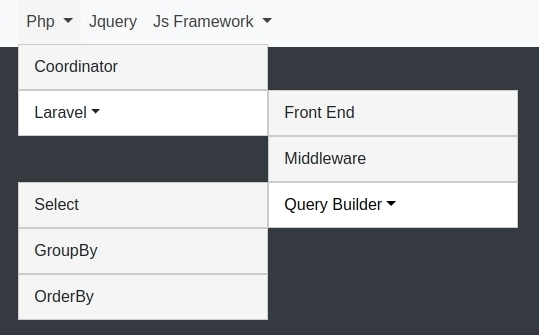 Php Jquery Js Framework
Coordinator
Laravel
Front End
Middleware
Query Builder
Select
GroupBy
OrderBy